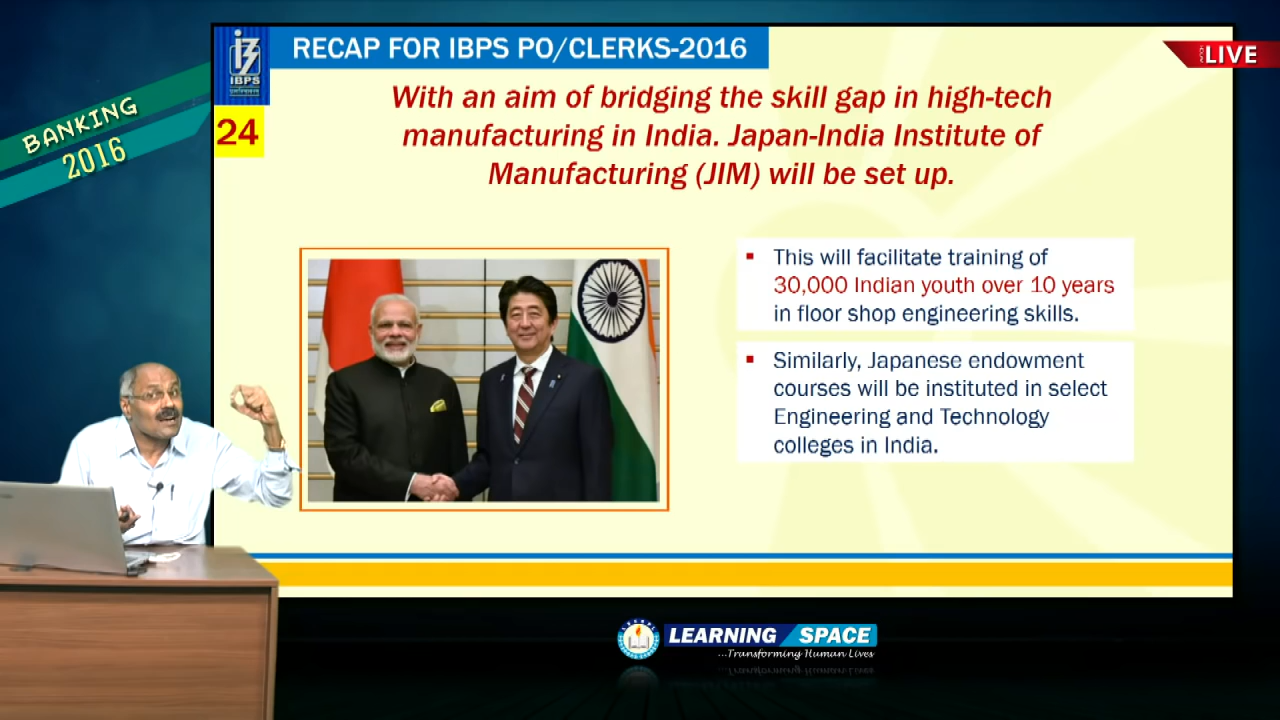 RECAP FOR IBPS PO/CLERKS-2016
IBPS
LIVE
BANKING
2016
24
With an aim of bridging the skill gap in high-tech
manufacturing in India. Japan-India Institute of
Manufacturing (JIM) will be set up.
▪ This will facilitate training of
30,000 Indian youth over 10 years
in floor shop engineering skills.
▪ Similarly, Japanese endowment
courses will be instituted in select
Engineering and Technology
colleges in India.
LEARNING SPACE
...Transforming Human Lives